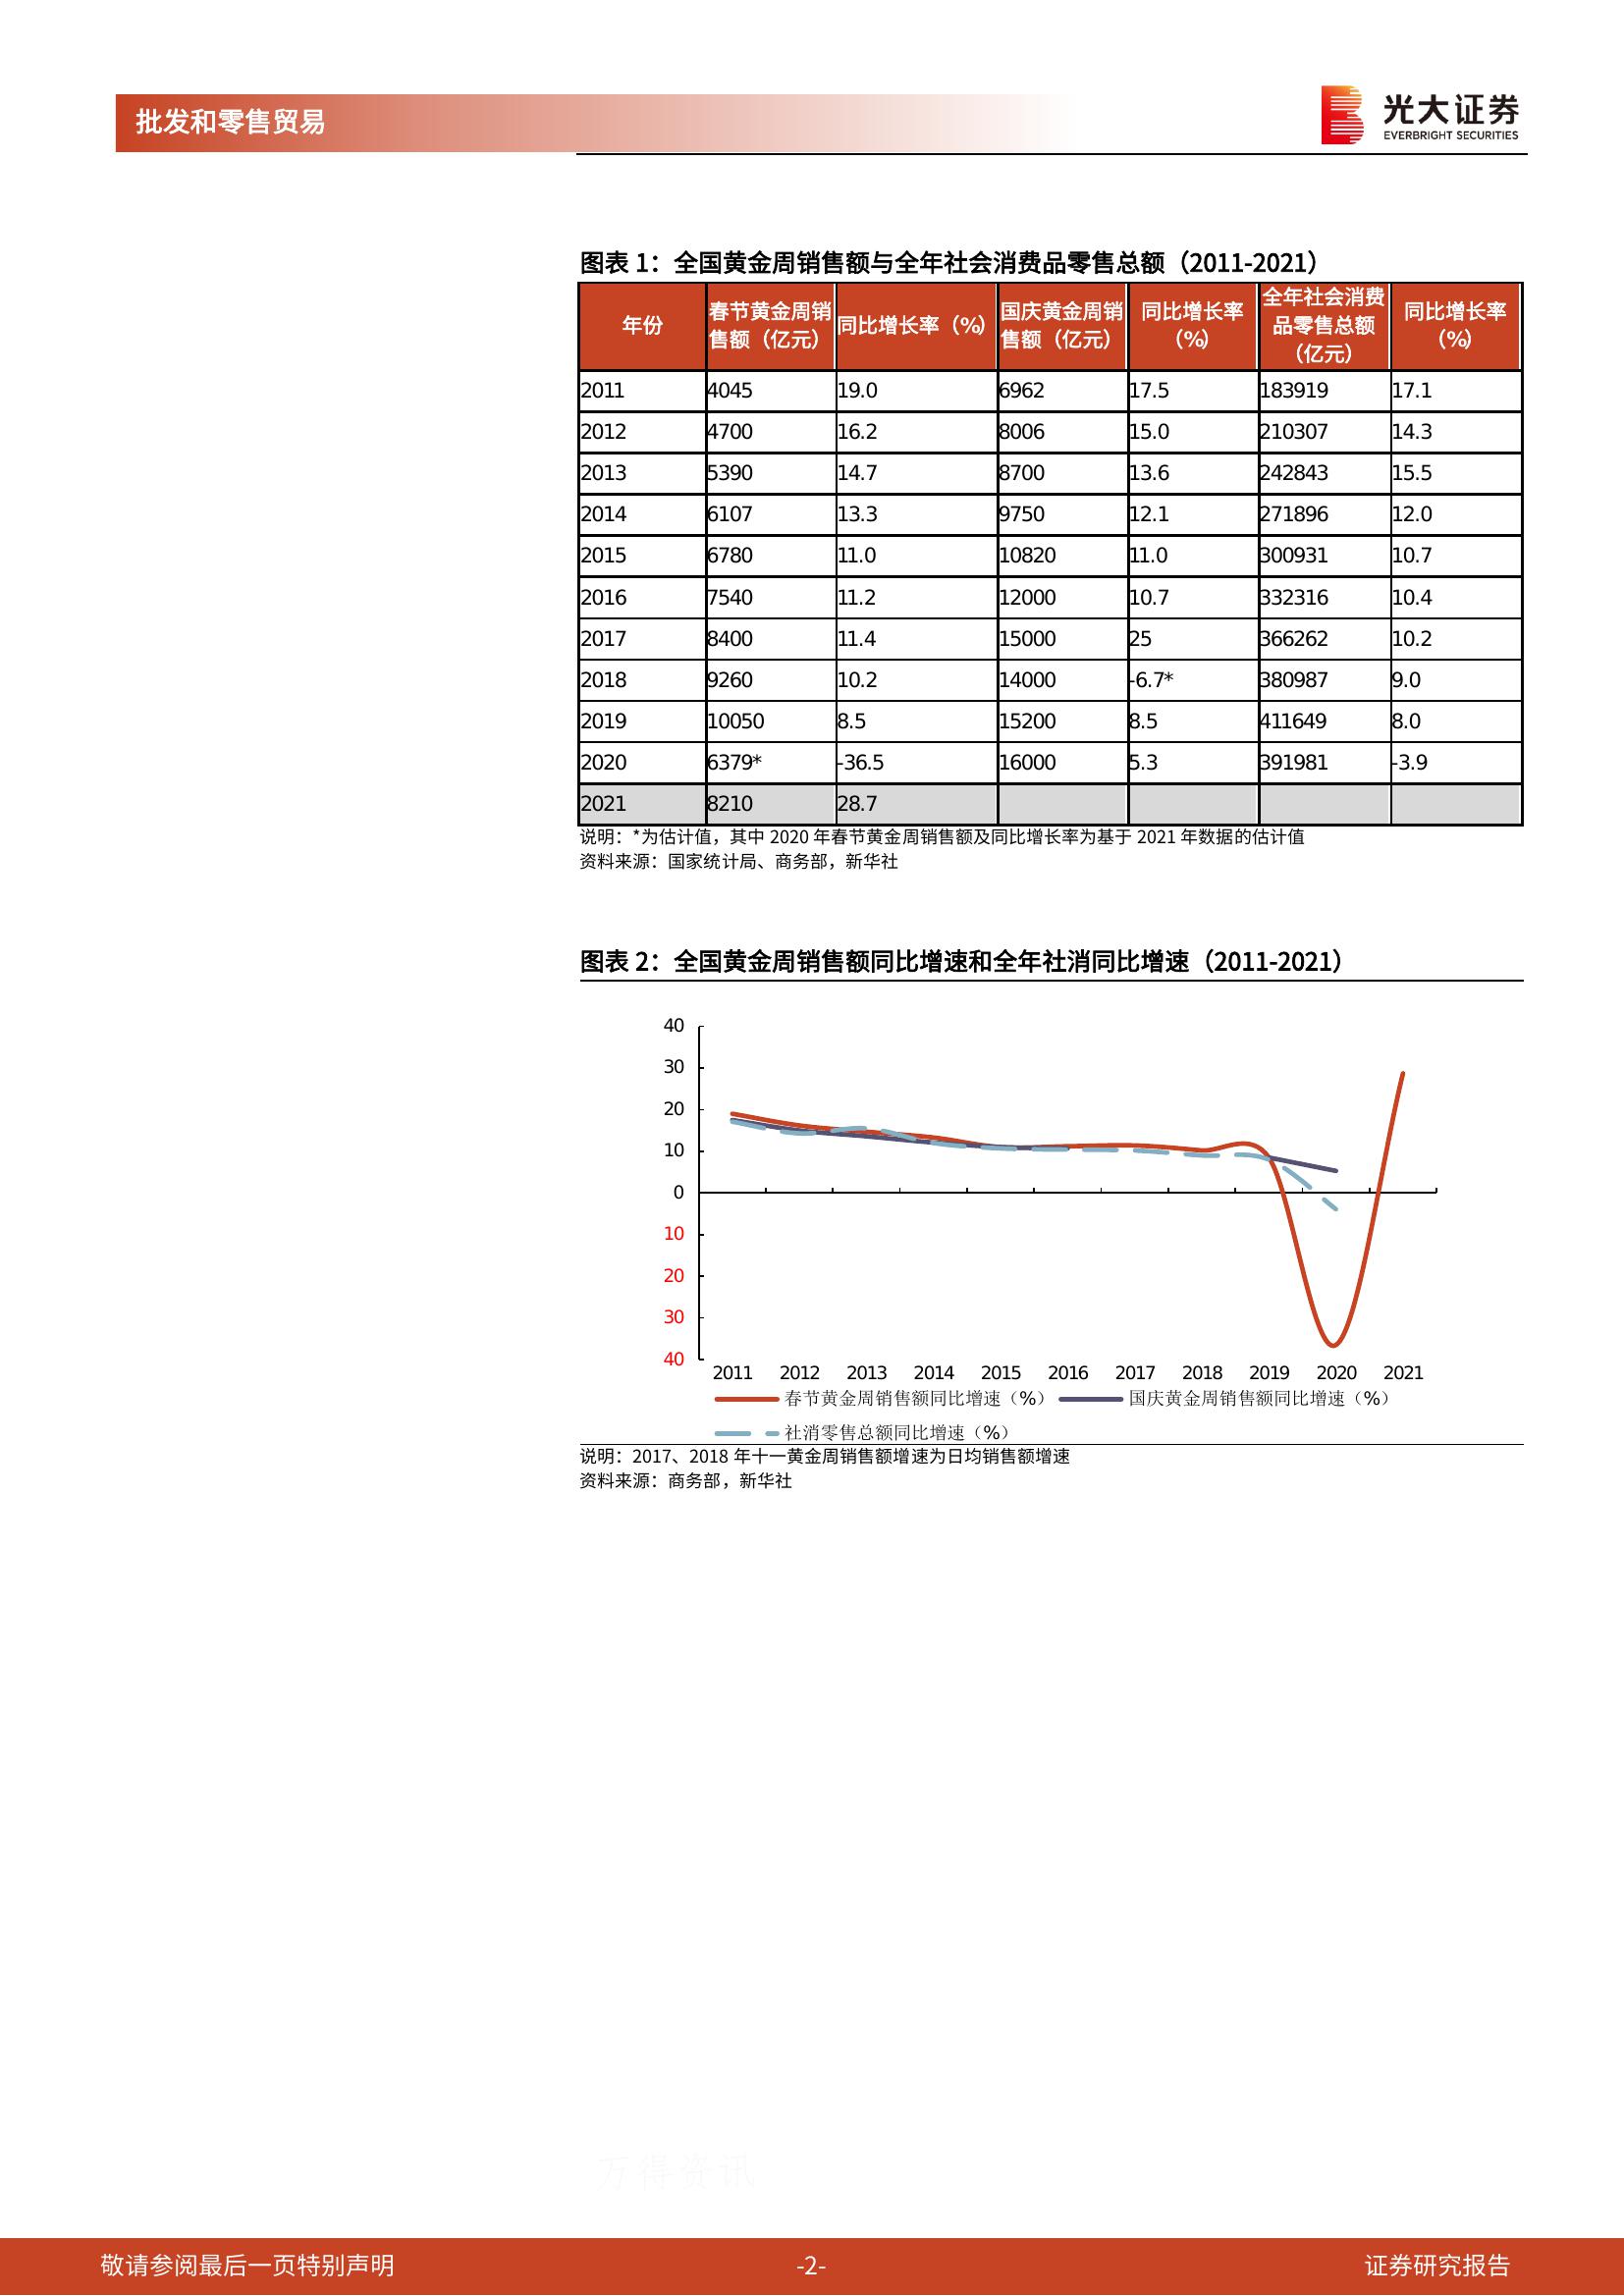 批发和零售贸易
光大证券
EVERBRIGHT SECURITIES
图表 1：全国黄金周销售额与全年社会消费品零售总额（2011-2021）
年份 春节黄金周销售额（亿元） 同比增长率（%） 国庆黄金周销售额（亿元） 同比增长率（%） 全年社会消费品零售总额（亿元） 同比增长率（%）
2011 4045 19.0 6962 17.5 183919 17.1
2012 4700 16.2 8006 15.0 210307 14.3
2013 5390 14.7 8700 13.6 242843 15.5
2014 6107 13.3 9750 12.1 271896 12.0
2015 6780 11.0 10820 11.0 300931 10.7
2016 7540 11.2 12000 10.7 332316 10.4
2017 8400 11.4 15000 25 366262 10.2
2018 9260 10.2 14000 -6.7* 380987 9.0
2019 10050 8.5 15200 8.5 411649 8.0
2020 6379* -36.5 16000 5.3 391981 -3.9
2021 8210 28.7
说明：*为估计值，其中 2020 年春节黄金周销售额及同比增长率为基于 2021 年数据的估计值
资料来源：国家统计局、商务部，新华社
图表 2：全国黄金周销售额同比增速和全年社消同比增速（2011-2021）
40
30
20
10
0
10
20
30
40
2011 2012 2013 2014 2015 2016 2017 2018 2019 2020 2021
春节黄金周销售额同比增速（%） 国庆黄金周销售额同比增速（%）
社消零售总额同比增速（%）
说明：2017、2018 年十一黄金周销售额增速为日均销售额增速
资料来源：商务部，新华社
万得资讯
敬请参阅最后一页特别声明 -2- 证券研究报告